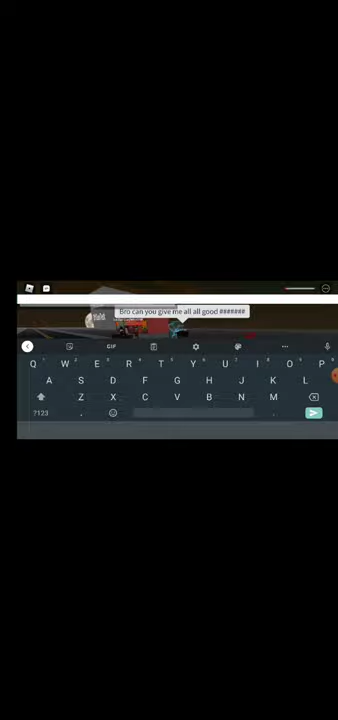 Bro can you give me all all good #######
GIF
Q W E R T Y U I O P
A S D F G H J K L
Z X C V B N M
?123 , .